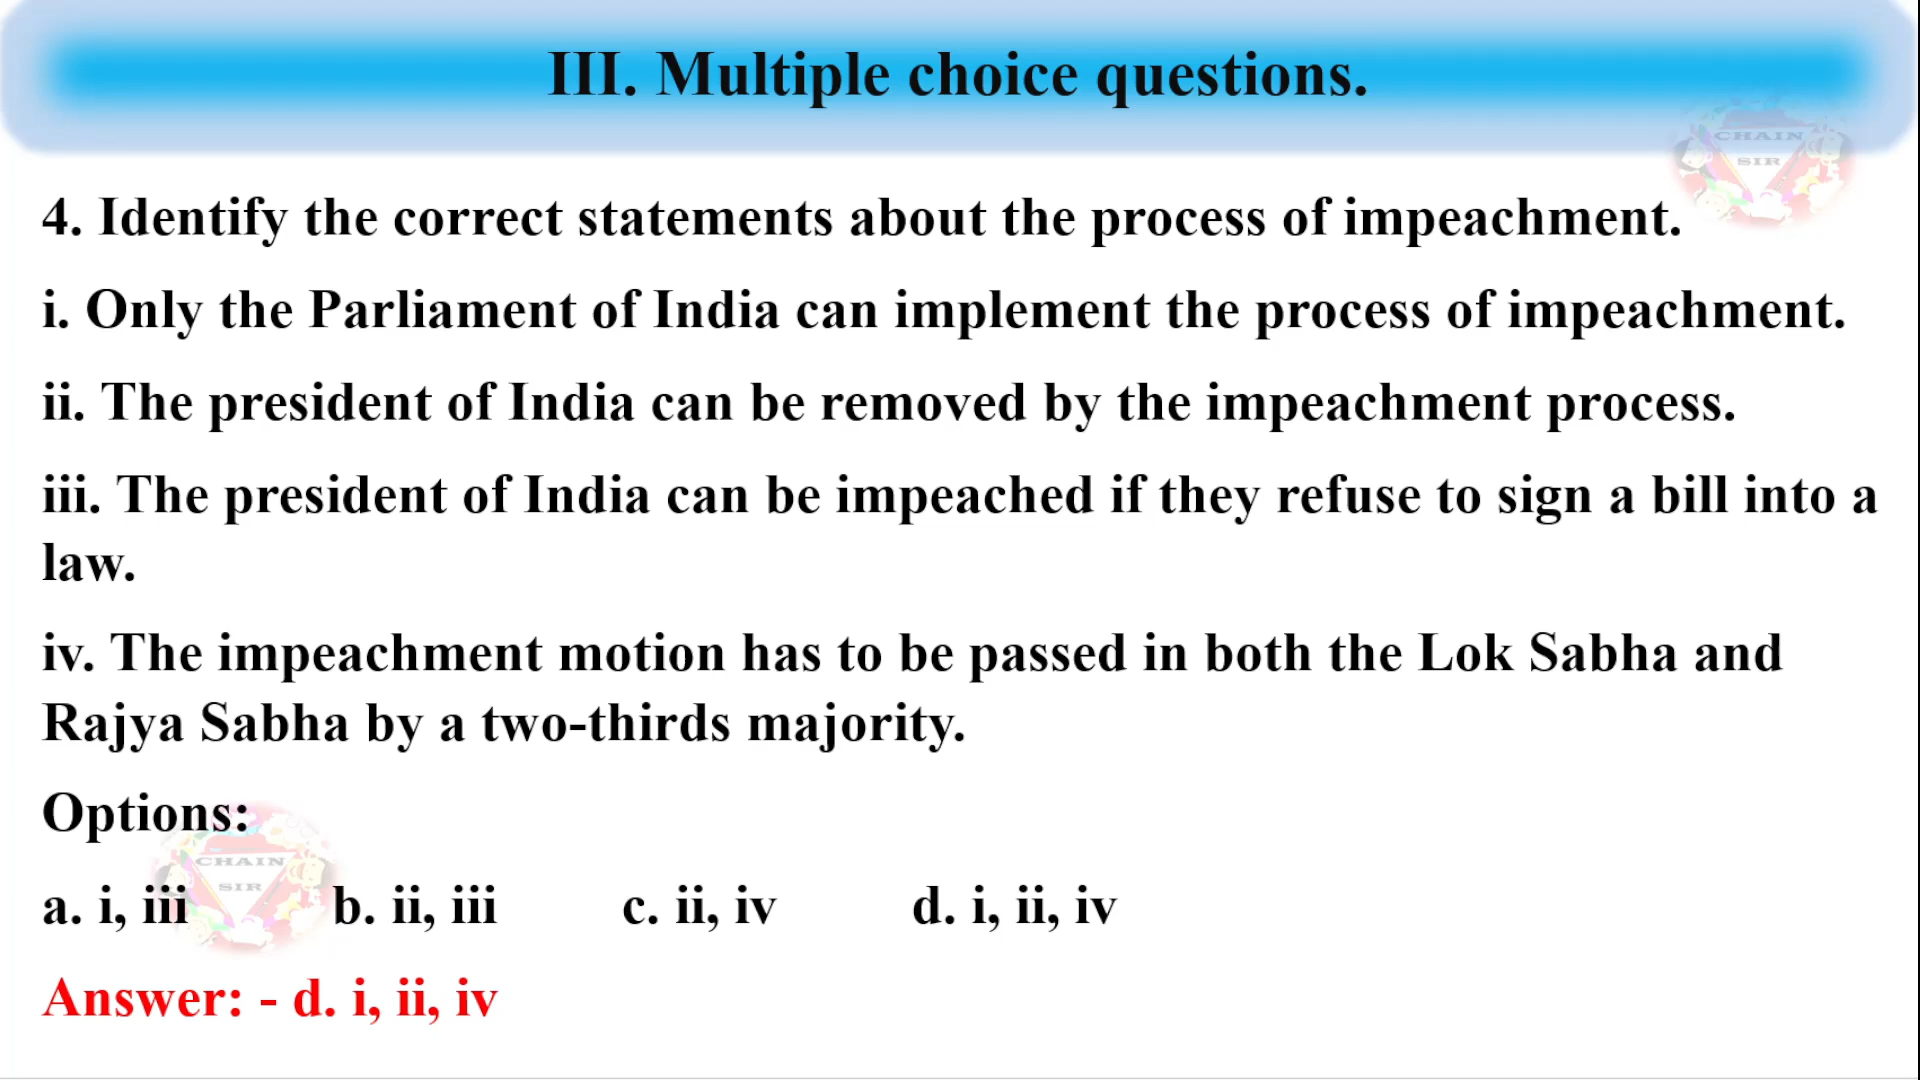 III. Multiple choice questions.
CHAIN
SIR
4. Identify the correct statements about the process of impeachment.
i. Only the Parliament of India can implement the process of impeachment.
ii. The president of India can be removed by the impeachment process.
iii. The president of India can be impeached if they refuse to sign a bill into a
law.
iv. The impeachment motion has to be passed in both the Lok Sabha and
Rajya Sabha by a two-thirds majority.
Options:
CHAIN
SIR
a. i, iii b. ii, iii c. ii, iv d. i, ii, iv
Answer: - d. i, ii, iv